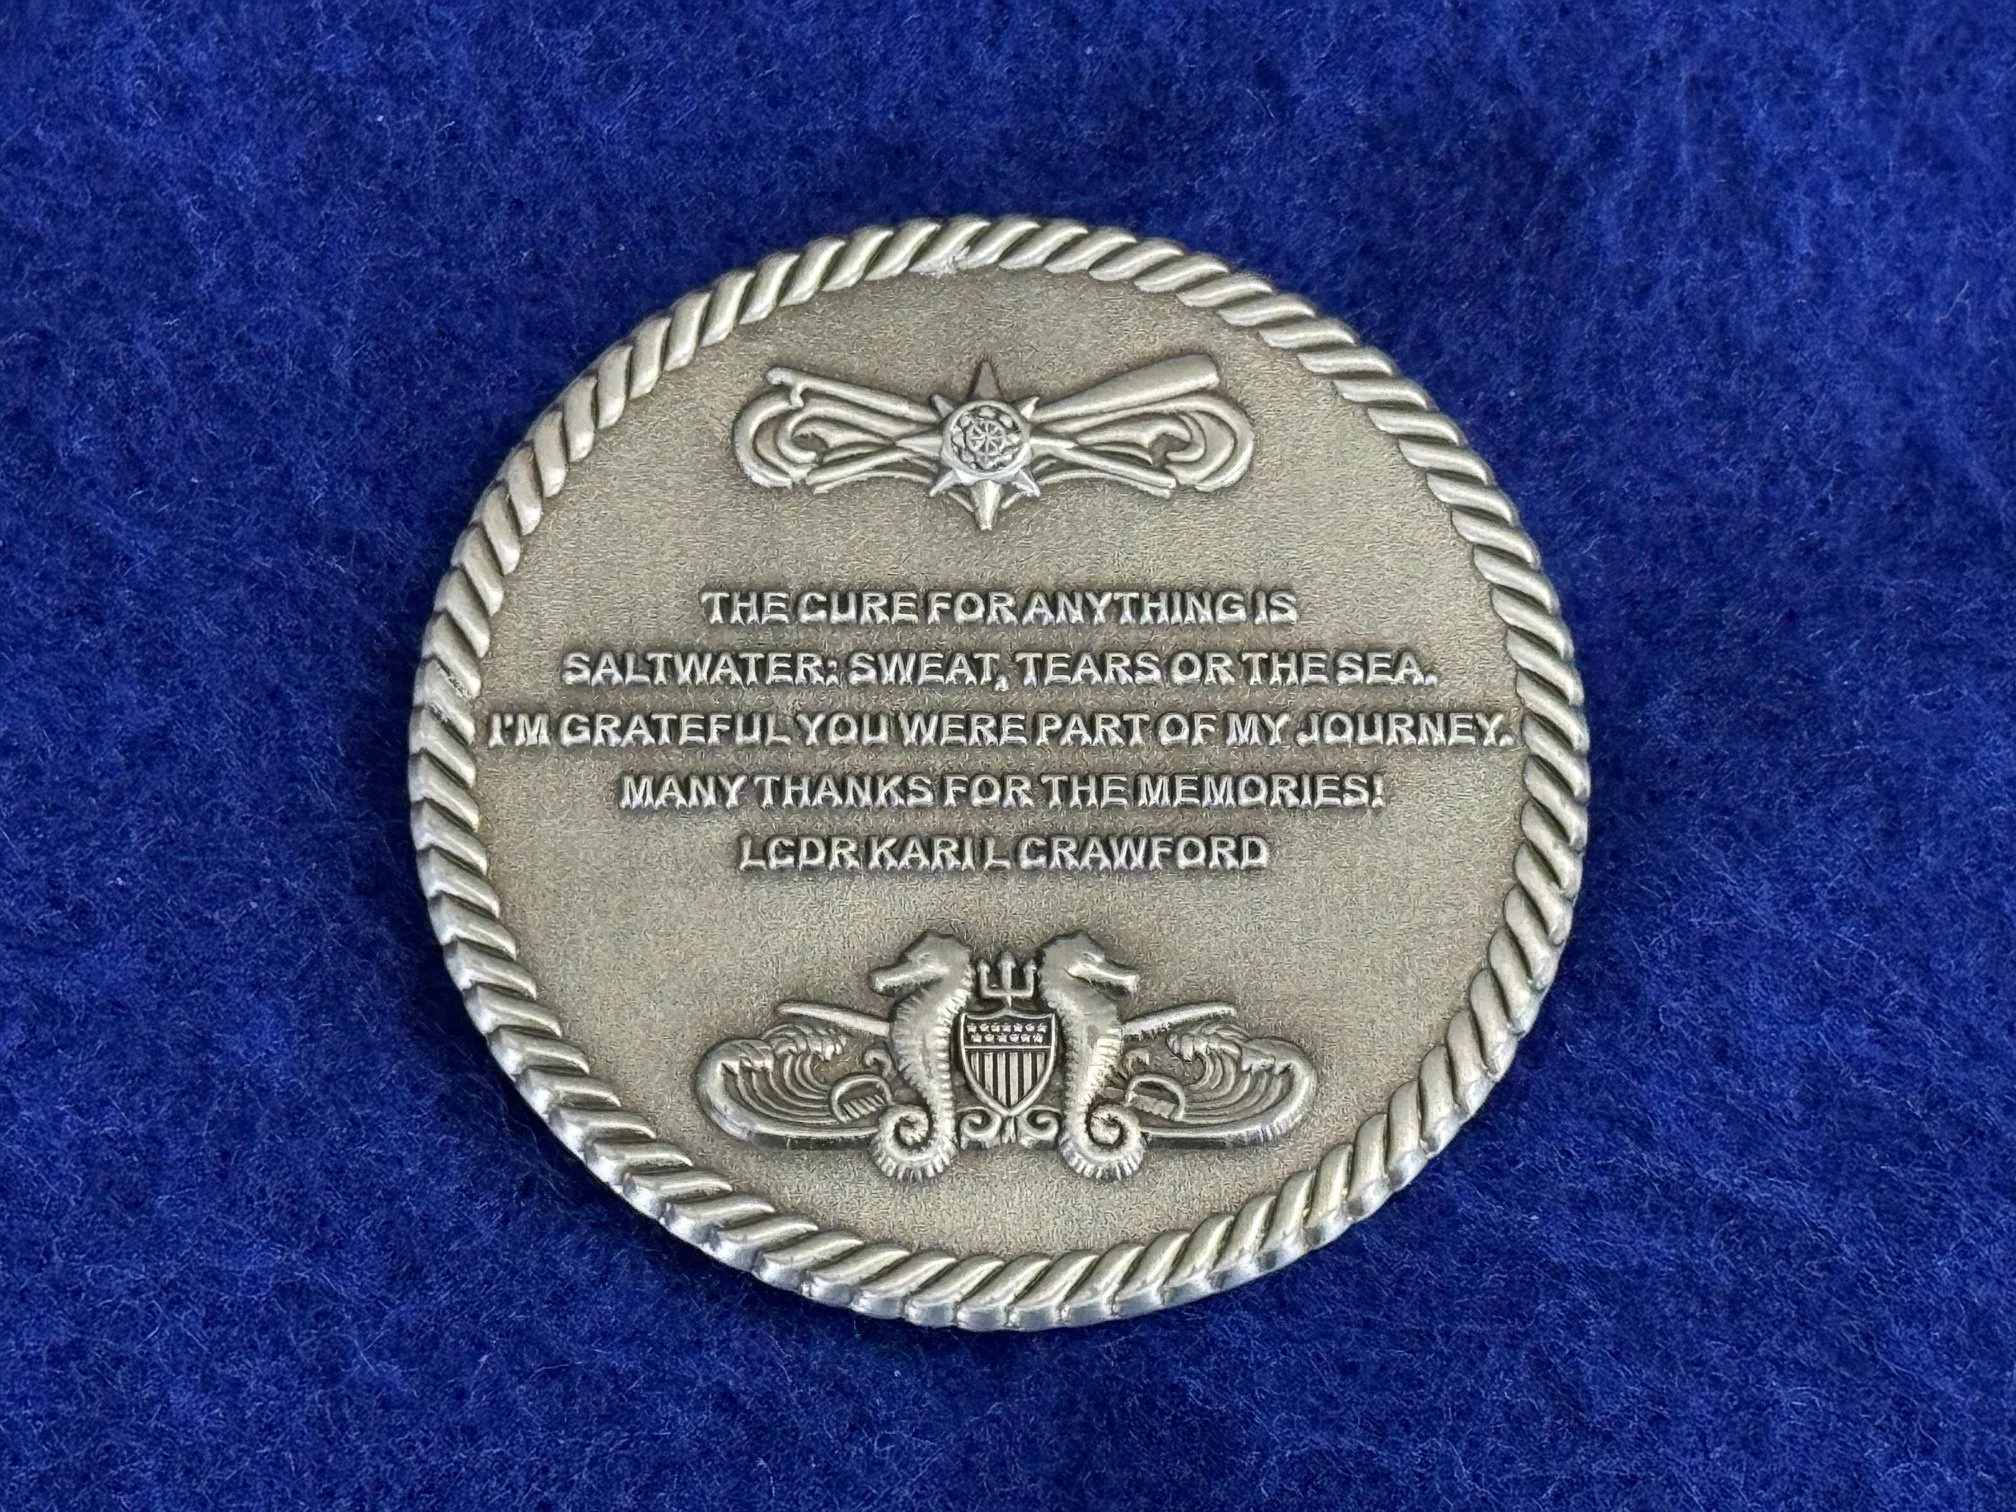 THE CURE FOR ANYTHING IS
SALTWATER: SWEAT, TEARS OR THE SEA.
I'M GRATEFUL YOU WERE PART OF MY JOURNEY.
MANY THANKS FOR THE MEMORIES!
LCDR KARI L CRAWFORD